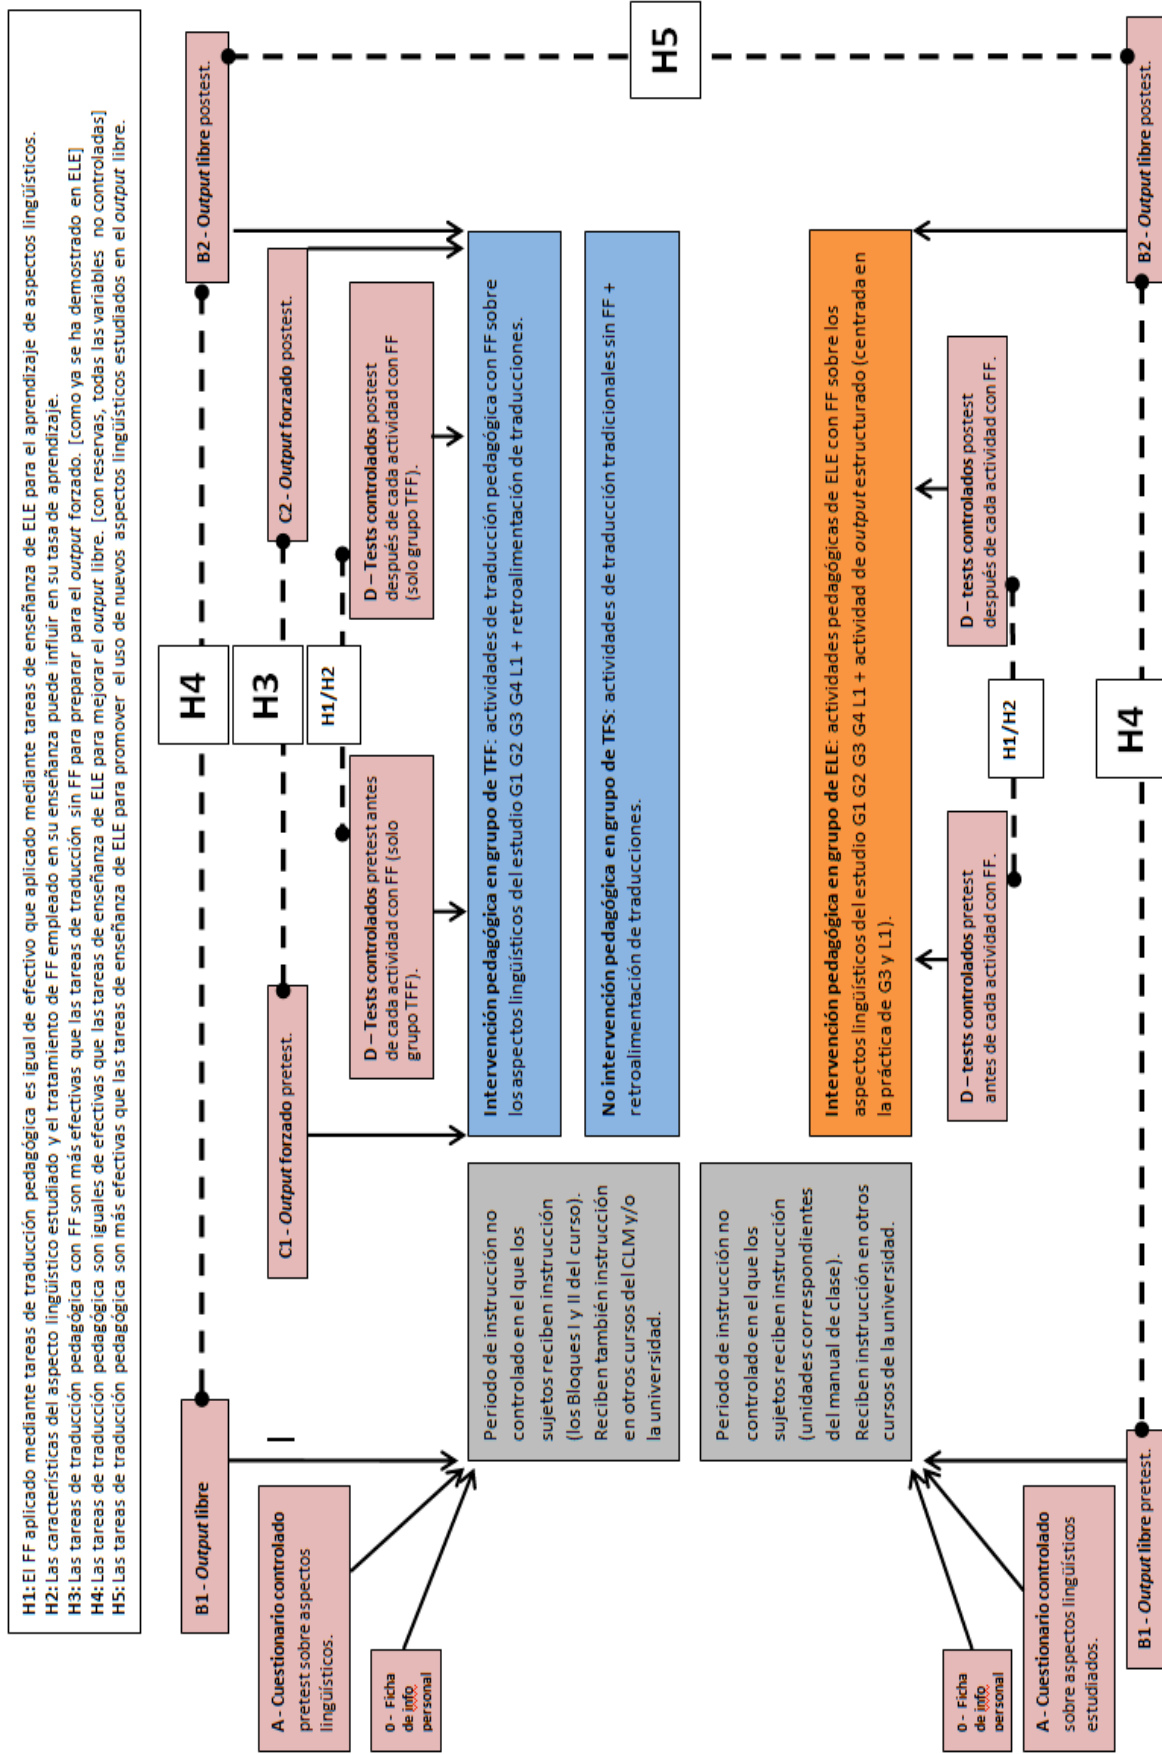 H1: El FF aplicado mediante tareas de traducción pedagógica es igual de efectivo que aplicado mediante tareas de enseñanza de ELE para el aprendizaje de aspectos lingüísticos.
H2: Las características del aspecto lingüístico estudiado y el tratamiento de FF empleado en su enseñanza puede influir en su tasa de aprendizaje.
H3: Las tareas de traducción pedagógica con FF son más efectivas que las tareas de traducción sin FF para preparar para el output forzado. [como ya se ha demostrado en ELE]
H4: Las tareas de traducción pedagógica son iguales de efectivas que las tareas de enseñanza de ELE para mejorar el output libre. [con reservas, todas las variables no controladas]
H5: Las tareas de traducción pedagógica son más efectivas que las tareas de enseñanza de ELE para promover el uso de nuevos aspectos lingüísticos estudiados en el output libre.
B1 - Output libre
H4
B2 - Output libre postest.
A - Cuestionario controlado
pretest sobre aspectos
lingüísticos.
C1 - Output forzado pretest.
H3
C2 - Output forzado postest.
0 - Ficha
de info
personal
D – Tests controlados pretest antes
de cada actividad con FF (solo
grupo TFF).
H1/H2
D – Tests controlados postest
después de cada actividad con FF
(solo grupo TFF).
Periodo de instrucción no
controlado en el que los
sujetos reciben instrucción
(los Bloques I y II del curso).
Reciben también instrucción
en otros cursos del CLM y/o
la universidad.
Intervención pedagógica en grupo de TFF: actividades de traducción pedagógica con FF sobre
los aspectos lingüísticos del estudio G1 G2 G3 G4 L1 + retroalimentación de traducciones.
No intervención pedagógica en grupo de TFS: actividades de traducción tradicionales sin FF +
retroalimentación de traducciones.
H5
Periodo de instrucción no
controlado en el que los
sujetos reciben instrucción
(unidades correspondientes
del manual de clase).
Reciben instrucción en otros
cursos de la universidad.
Intervención pedagógica en grupo de ELE: actividades pedagógicas de ELE con FF sobre los
aspectos lingüísticos del estudio G1 G2 G3 G4 L1 + actividad de output estructurado (centrada en
la práctica de G3 y L1).
0 - Ficha
de info
personal
D – tests controlados pretest
antes de cada actividad con FF.
H1/H2
D – tests controlados postest
después de cada actividad con FF.
A - Cuestionario controlado
sobre aspectos lingüísticos
estudiados.
B1 - Output libre pretest.
H4
B2 - Output libre postest.